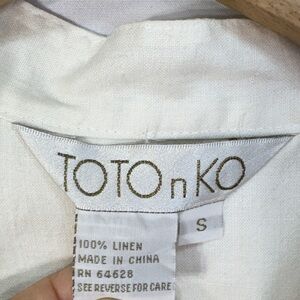 TOTOnKO
S
100% LINEN
MADE IN CHINA
RN 64628
SEE REVERSE FOR CARE